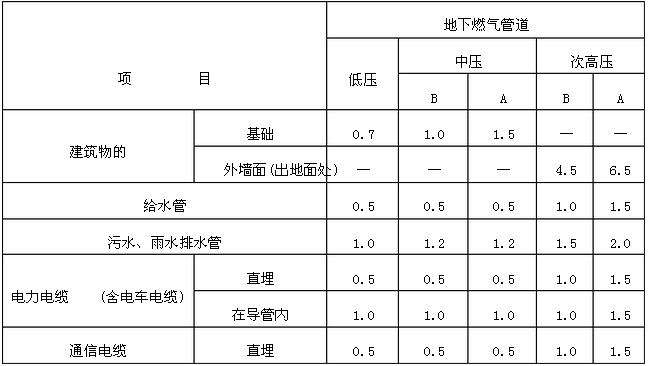 地下燃气管道
项 目 低压 中压 次高压
B A B A
建筑物的 基础 0.7 1.0 1.5 — —
外墙面(出地面处) — — — 4.5 6.5
给水管 0.5 0.5 0.5 1.0 1.5
污水、雨水排水管 1.0 1.2 1.2 1.5 2.0
电力电缆 (含电车电缆) 直埋 0.5 0.5 0.5 1.0 1.5
在导管内 1.0 1.0 1.0 1.0 1.5
通信电缆 直埋 0.5 0.5 0.5 1.0 1.5